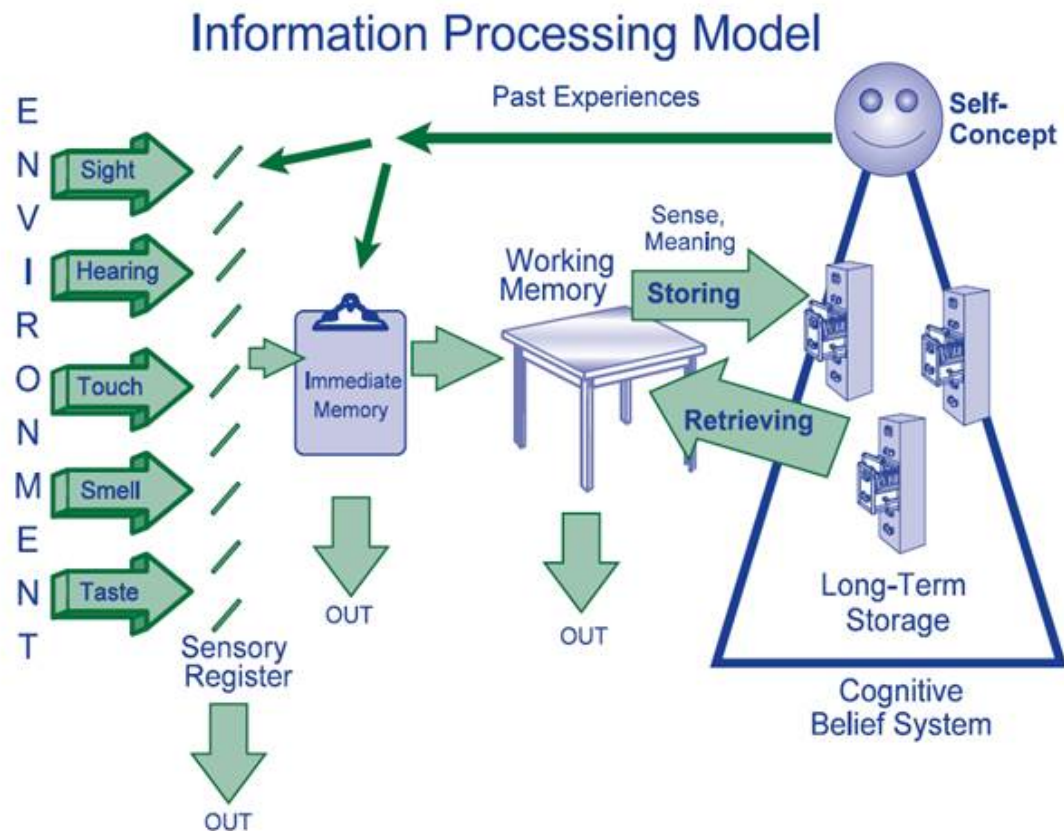 Information Processing Model
Past Experiences
Self-
Concept
ENVIRONMENT
Sight
Hearing
Touch
Smell
Taste
Sensory
Register
OUT
Immediate
Memory
OUT
Working
Memory
OUT
Sense,
Meaning
Storing
Retrieving
Long-Term
Storage
Cognitive
Belief System